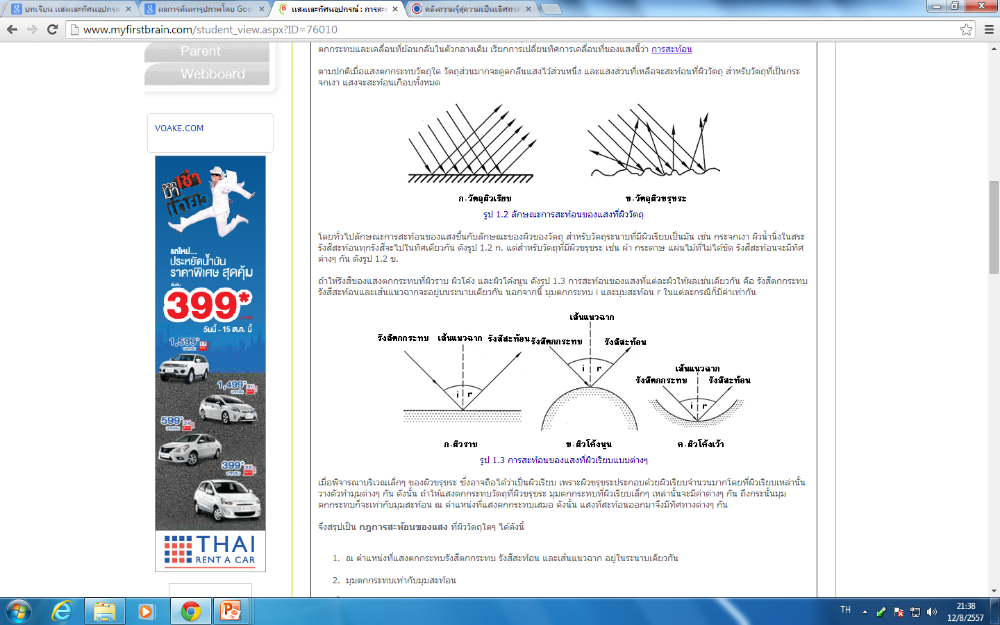 บทเรียน แสงและทัศนอุปกรณ์
ผลการค้นหารูปภาพโดย Goo
แสงและทัศนอุปกรณ์ : การสะ
คลังความรู้สู่ความเป็นเลิศทาง
www.myfirstbrain.com/student_view.aspx?ID=76010
Parent
Webboard
VOAKE.COM
ออกมาเช่า
รถใหม่...
ประหยัดน้ำมัน
ราคาพิเศษ สุดคุ้ม
เริ่มต้น
399*
วันนี้ - 15 ต.ค. นี้
1,599*
17
1,499*
21
599*
24
399*
22
THAI
RENT A CAR
ตกกระทบและเคลื่อนที่ย้อนกลับในตัวกลางเดิม เรียกการเปลี่ยนทิศการเคลื่อนที่ของแสงนี้ว่า การสะท้อน
ตามปกติเมื่อแสงตกกระทบวัตถุใด วัตถุส่วนมากจะดูดกลืนแสงไว้ส่วนหนึ่ง และแสงส่วนที่เหลือจะสะท้อนที่ผิววัตถุ สำหรับวัตถุที่เป็นกระ
จกเงา แสงจะสะท้อนเกือบทั้งหมด
ก.วัตถุผิวเรียบ
ข.วัตถุผิวขรุขระ
รูป 1.2 ลักษณะการสะท้อนของแสงที่ผิววัตถุ
โดยทั่วไปลักษณะการสะท้อนของแสงขึ้นกับลักษณะของผิวของวัตถุ สำหรับวัตถุระนาบที่มีผิวเรียบเป็นมัน เช่น กระจกเงา ผิวน้ำนิ่งในสระ
รังสีสะท้อนทุกรังสีจะไปในทิศเดียวกัน ดังรูป 1.2 ก. แต่สำหรับวัตถุที่มีผิวขรุขระ เช่น ผ้า กระดาษ แผ่นไม้ที่ไม่ได้ขัด รังสีสะท้อนจะมีทิศ
ต่างๆ กัน ดังรูป 1.2 ข.
ถ้าให้รังสีของแสงตกกระทบที่ผิวราบ ผิวโค้ง และผิวโค้งนูน ดังรูป 1.3 การสะท้อนของแสงที่แต่ละผิวให้ผลเช่นเดียวกัน คือ รังสีตกกระทบ
รังสีสะท้อนและเส้นแนวฉากจะอยู่บนระนาบเดียวกัน นอกจากนี้ มุมตกกระทบ i และมุมสะท้อน r ในแต่ละกรณีก็มีค่าเท่ากัน
รังสีตกกระทบ เส้นแนวฉาก รังสีสะท้อน
i r
ก.ผิวราบ
เส้นแนวฉาก
รังสีตกกระทบ รังสีสะท้อน
i r
ข.ผิวโค้งนูน
เส้นแนวฉาก
รังสีตกกระทบ รังสีสะท้อน
i r
ค.ผิวโค้งเว้า
รูป 1.3 การสะท้อนของแสงที่ผิวเรียบแบบต่างๆ
เมื่อพิจารณาบริเวณเล็กๆ ของผิวขรุขระ ซึ่งอาจถือได้ว่าเป็นผิวเรียบ เพราะผิวขรุขระประกอบด้วยผิวเรียบจำนวนมากโดยที่ผิวเรียบเหล่านั้น
วางตัวทำมุมต่างๆ กัน ดังนั้น ถ้าให้แสงตกกระทบวัตถุที่ผิวขรุขระ มุมตกกระทบที่ผิวเรียบเล็กๆ เหล่านั้นจะมีค่าต่างๆ กัน ถึงกระนั้นมุม
ตกกระทบก็จะเท่ากับมุมสะท้อน ณ ตำแหน่งที่แสงตกกระทบเสมอ ดังนั้น แสงที่สะท้อนออกมาจึงมีทิศทางต่างๆ กัน
จึงสรุปเป็น กฎการสะท้อนของแสง ที่ผิววัตถุใดๆ ได้ดังนี้
1. ณ ตำแหน่งที่แสงตกกระทบรังสีตกกระทบ รังสีสะท้อน และเส้นแนวฉาก อยู่ในระนาบเดียวกัน
2. มุมตกกระทบเท่ากับมุมสะท้อน
TH
21:38
12/8/2557